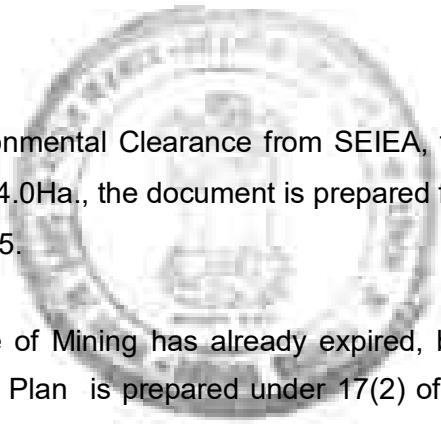 onmental Clearance from SEIEA, t
4.0Ha., the document is prepared f
5.
e of Mining has already expired,
Plan is prepared under 17(2) of